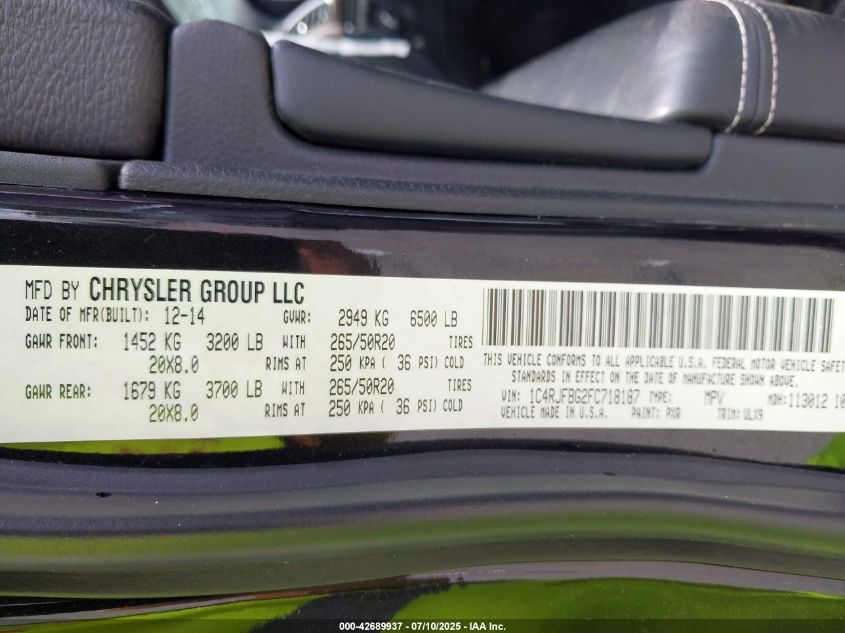 MFD BY CHRYSLER GROUP LLC
DATE OF MFR(BUILT): 12-14 GVWR: 2949 KG 6500 LB
GAWR FRONT: 1452 KG 3200 LB WITH 265/50R20 TIRES
20X8.0 RIMS AT 250 KPA ( 36 PSI) COLD
GAWR REAR: 1679 KG 3700 LB WITH 265/50R20 TIRES
20X8.0 RIMS AT 250 KPA ( 36 PSI) COLD
THIS VEHICLE CONFORMS TO ALL APPLICABLE U.S.A. FEDERAL MOTOR VEHICLE SAFET
STANDARDS IN EFFECT ON THE DATE OF MANUFACTURE SHOWN ABOVE.
VIN: 1C4RJFBG2FC718187 TYPE: MPV MDH: 113012 10
VEHICLE MADE IN U.S.A. PAINT: PXR TRIM: ULX9
000-42689937 - 07/10/2025 - IAA Inc.